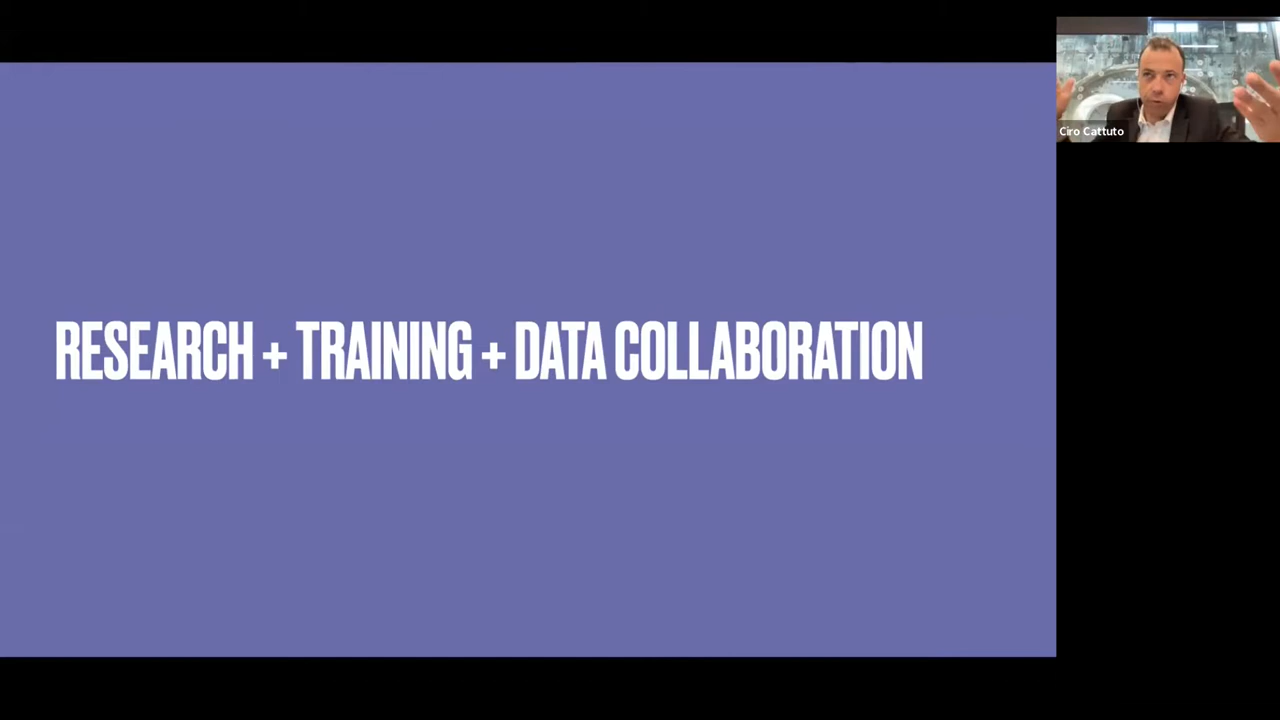 RESEARCH + TRAINING + DATA COLLABORATION
Ciro Cattuto